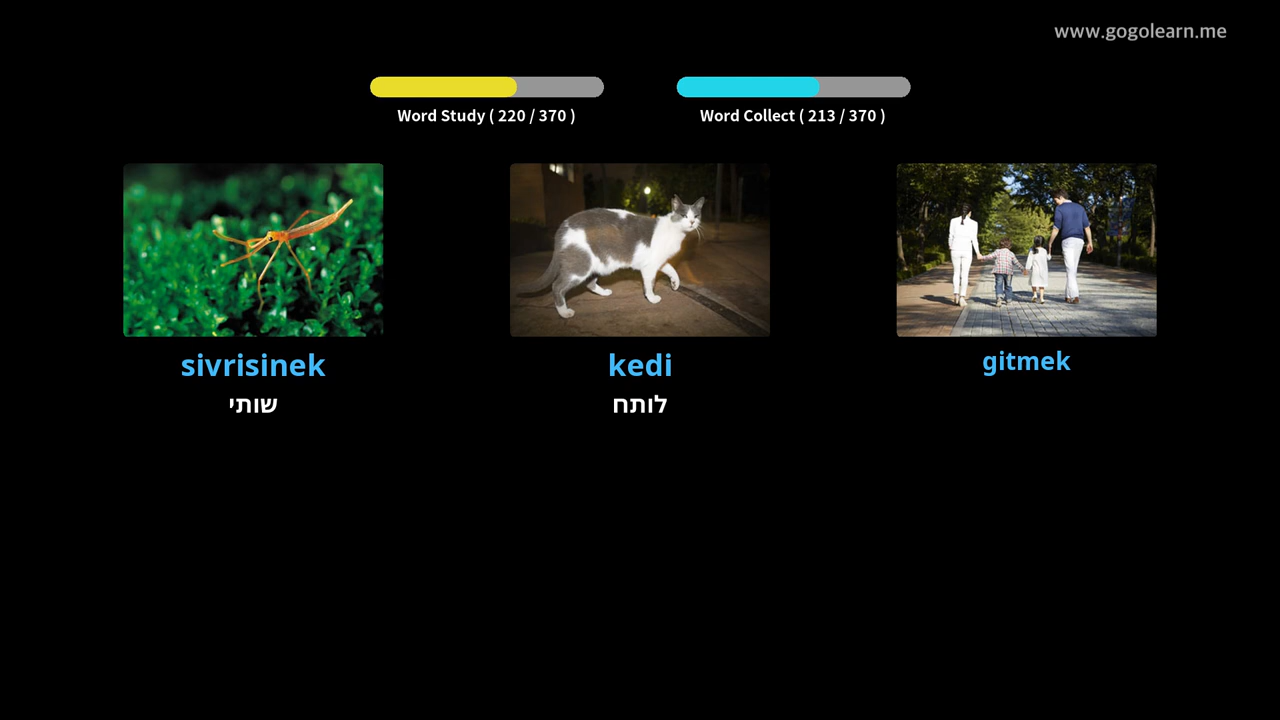 www.gogolearn.me
Word Study ( 220 / 370 )
Word Collect ( 213 / 370 )
sivrisinek
kedi
gitmek
שותי
לותח